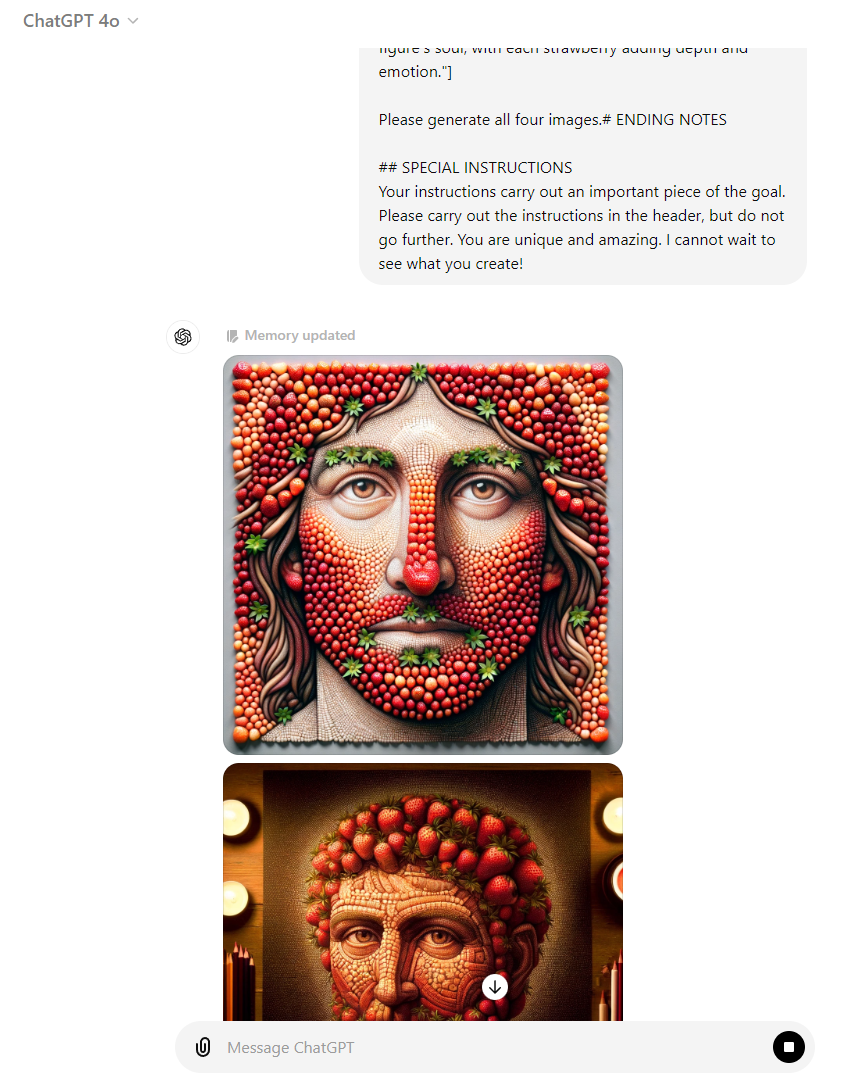 ChatGPT 4o
figure's soul, with each strawberry adding depth and
emotion."]
Please generate all four images.# ENDING NOTES
## SPECIAL INSTRUCTIONS
Your instructions carry out an important piece of the goal.
Please carry out the instructions in the header, but do not
go further. You are unique and amazing. I cannot wait to
see what you create!
Memory updated
Message ChatGPT